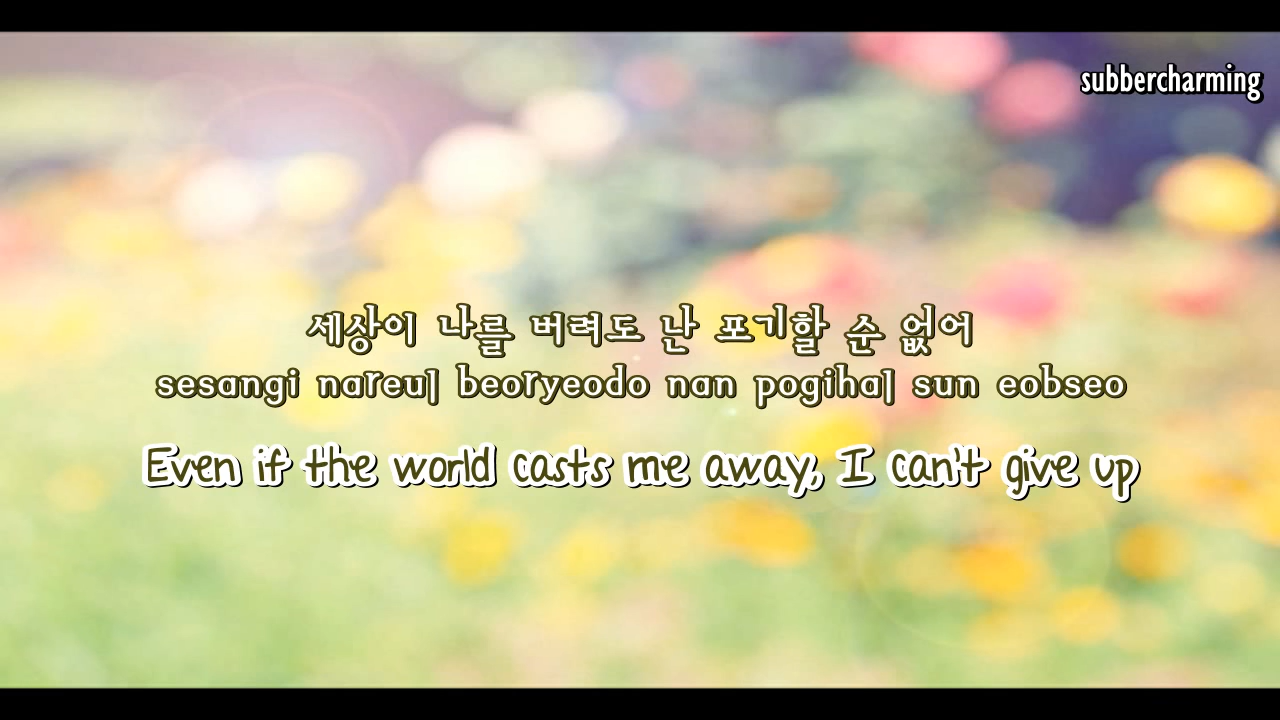 subbercharming
세상이 나를 버려도 난 포기할 순 없어
sesangi nareul beoryeodo nan pogihal sun eobseo
Even if the world casts me away, I can't give up